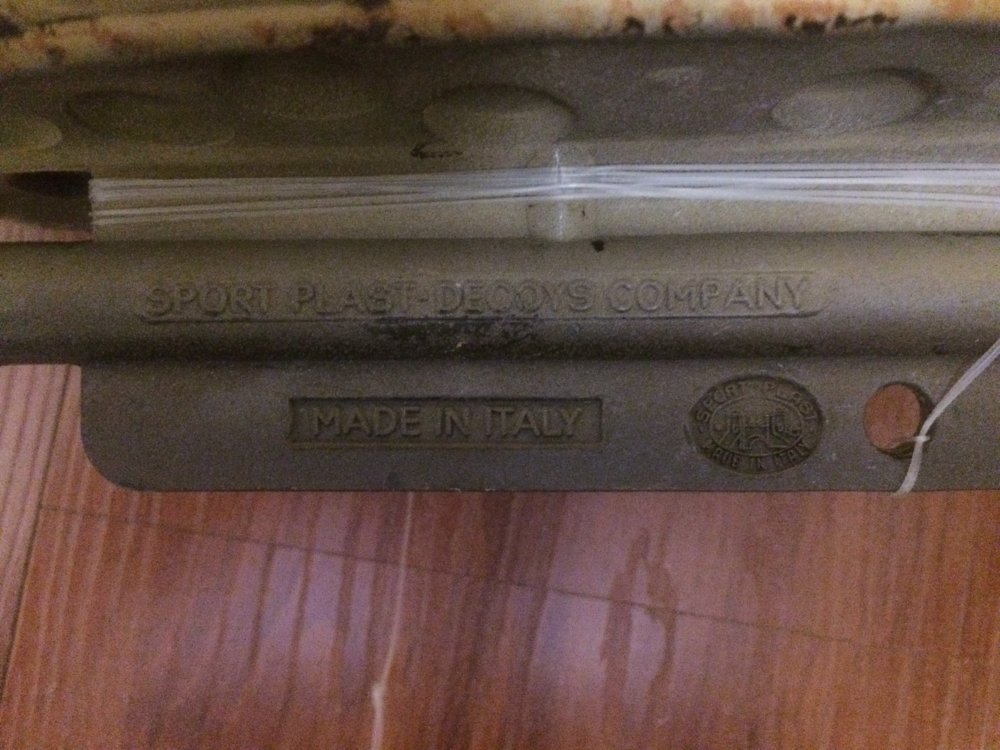 SPORT PLAST-DECOYS COMPANY
MADE IN ITALY
SPORT PLAST
MADE IN ITALY